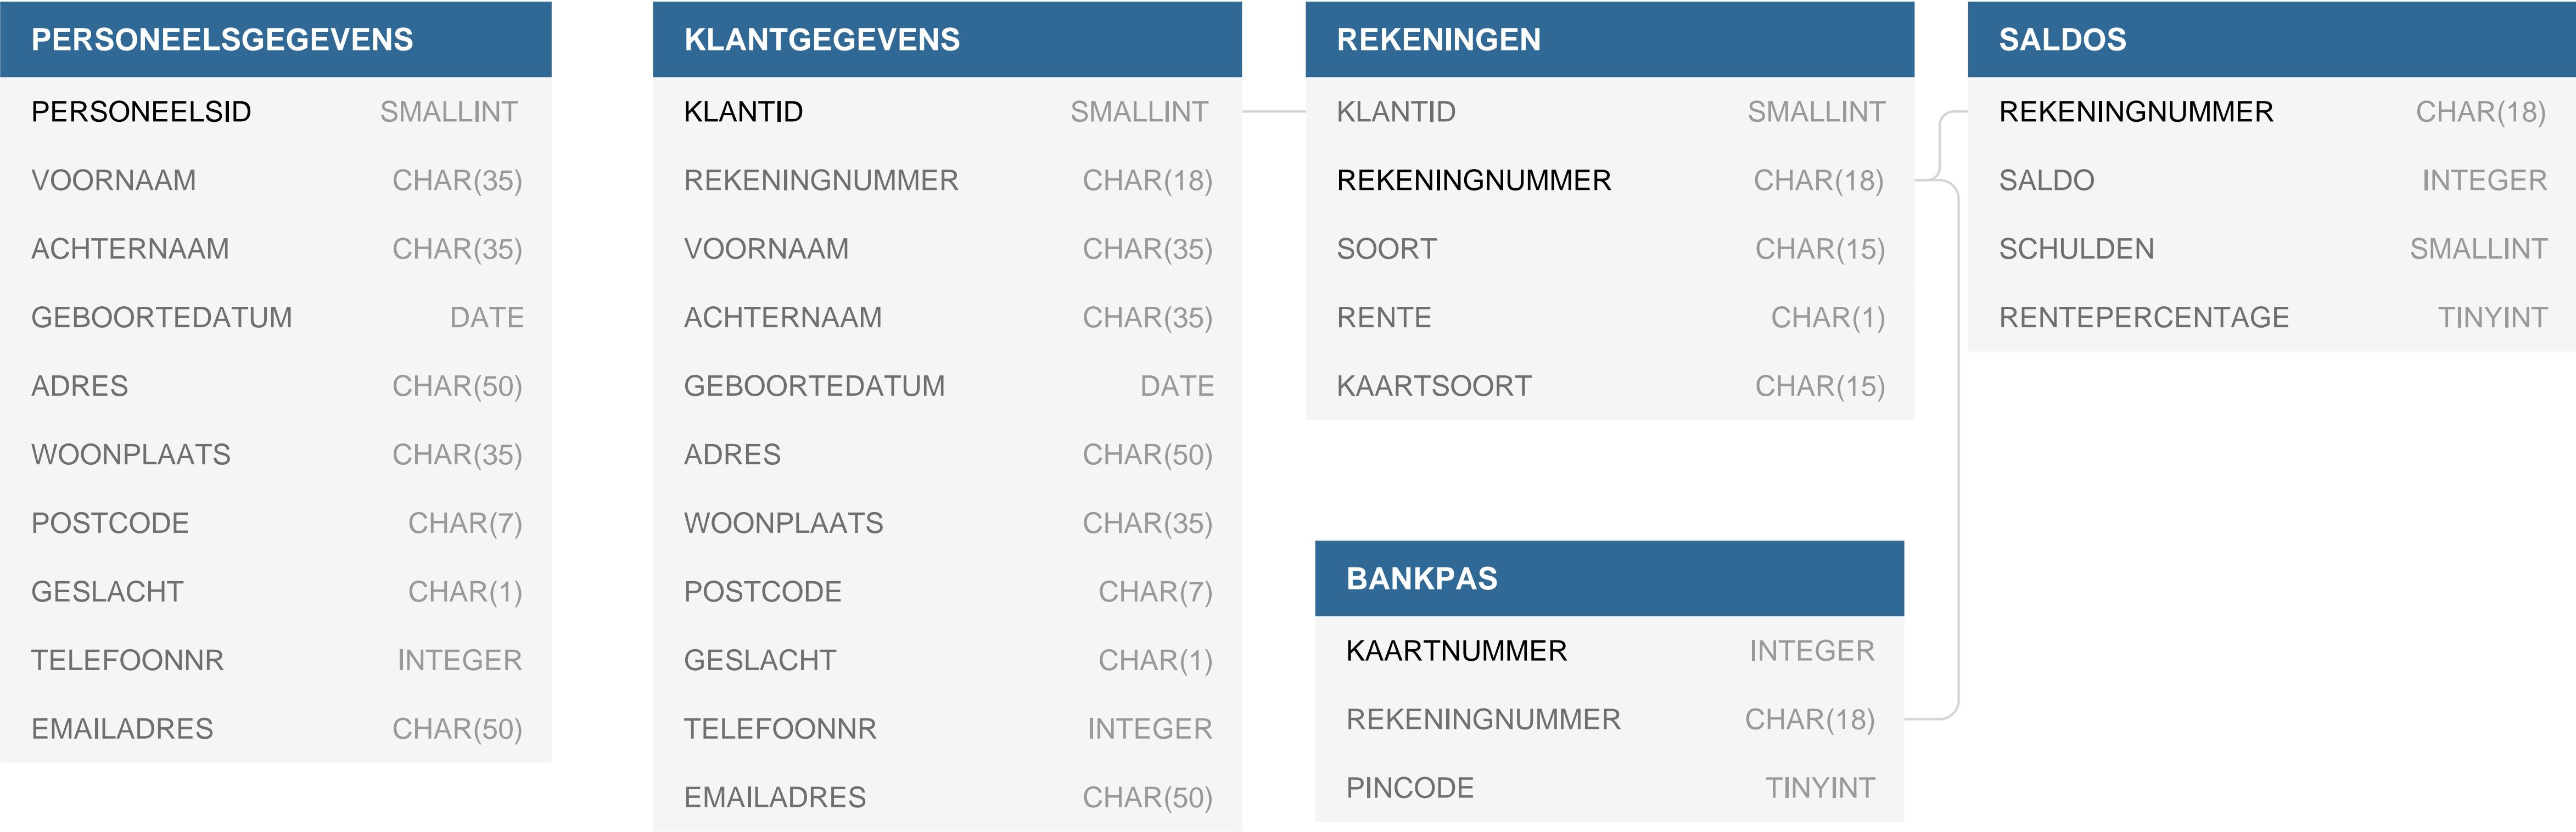 PERSONEELSGEGEVENS
PERSONEELSID SMALLINT
VOORNAAM CHAR(35)
ACHTERNAAM CHAR(35)
GEBOORTEDATUM DATE
ADRES CHAR(50)
WOONPLAATS CHAR(35)
POSTCODE CHAR(7)
GESLACHT CHAR(1)
TELEFOONNR INTEGER
EMAILADRES CHAR(50)
KLANTGEGEVENS
KLANTID SMALLINT
REKENINGNUMMER CHAR(18)
VOORNAAM CHAR(35)
ACHTERNAAM CHAR(35)
GEBOORTEDATUM DATE
ADRES CHAR(50)
WOONPLAATS CHAR(35)
POSTCODE CHAR(7)
GESLACHT CHAR(1)
TELEFOONNR INTEGER
EMAILADRES CHAR(50)
REKENINGEN
KLANTID SMALLINT
REKENINGNUMMER CHAR(18)
SOORT CHAR(15)
RENTE CHAR(1)
KAARTSOORT CHAR(15)
BANKPAS
KAARTNUMMER INTEGER
REKENINGNUMMER CHAR(18)
PINCODE TINYINT
SALDOS
REKENINGNUMMER CHAR(18)
SALDO INTEGER
SCHULDEN SMALLINT
RENTEPERCENTAGE TINYINT